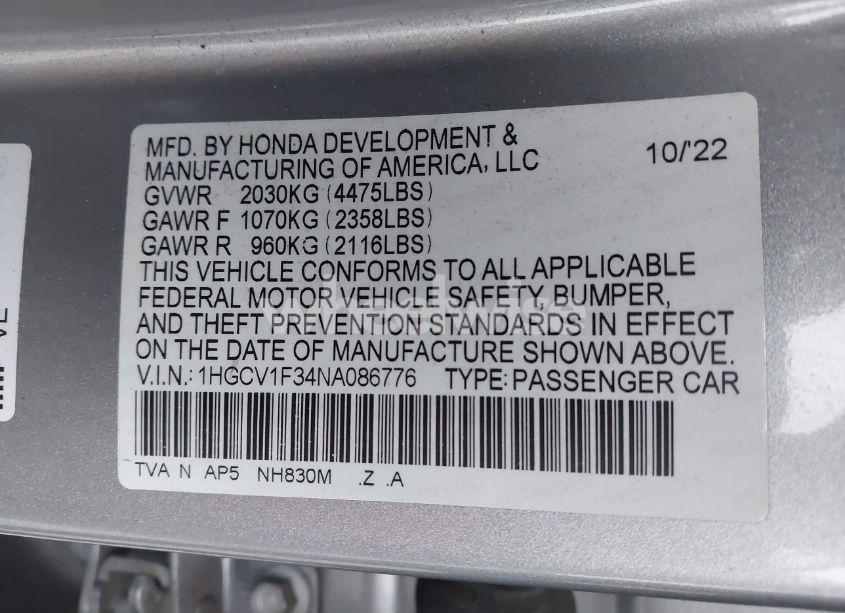 MFD. BY HONDA DEVELOPMENT &
MANUFACTURING OF AMERICA, LLC
10/'22
GVWR 2030KG (4475LBS)
GAWR F 1070KG (2358LBS)
GAWR R 960KG (2116LBS)
THIS VEHICLE CONFORMS TO ALL APPLICABLE
FEDERAL MOTOR VEHICLE SAFETY, BUMPER,
AND THEFT PREVENTION STANDARDS IN EFFECT
ON THE DATE OF MANUFACTURE SHOWN ABOVE.
V.I.N.: 1HGCV1F34NA086776 TYPE: PASSENGER CAR
TVA N AP5 NH830M .Z .A